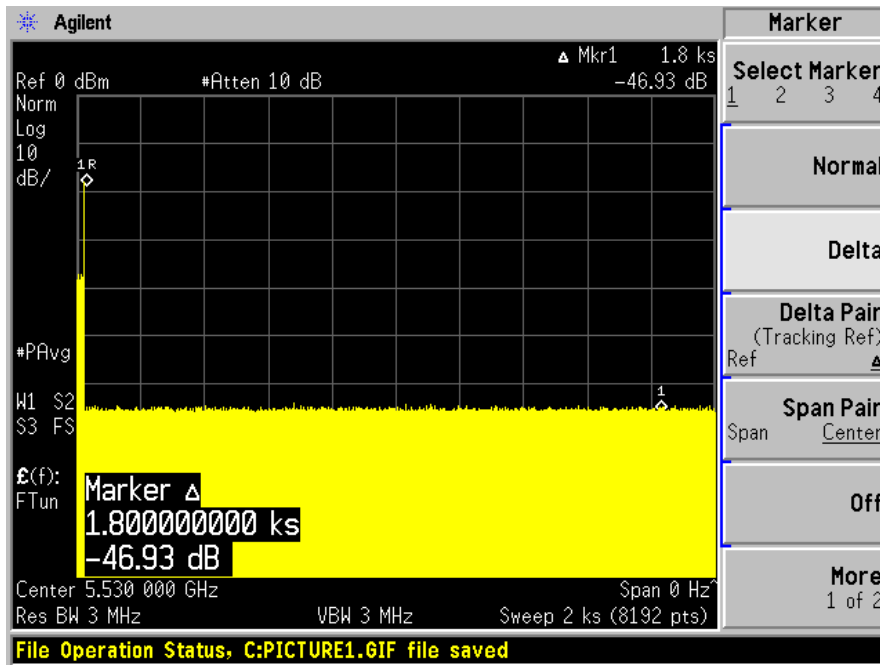 Agilent
Marker
Δ Mkr1 1.8 ks
Ref 0 dBm #Atten 10 dB -46.93 dB
Norm
Log
10
dB/
1R
#PAvg
1
W1 S2
S3 FS
£(f):
FTun
Marker Δ
1.800000000 ks
-46.93 dB
Center 5.530 000 GHz Span 0 Hz^
Res BW 3 MHz VBW 3 MHz Sweep 2 ks (8192 pts)
File Operation Status, C:PICTURE1.GIF file saved
Select Marker
1 2 3 4
Normal
Delta
Delta Pair
(Tracking Ref)
Ref Δ
Span Pair
Span Center
Off
More
1 of 2